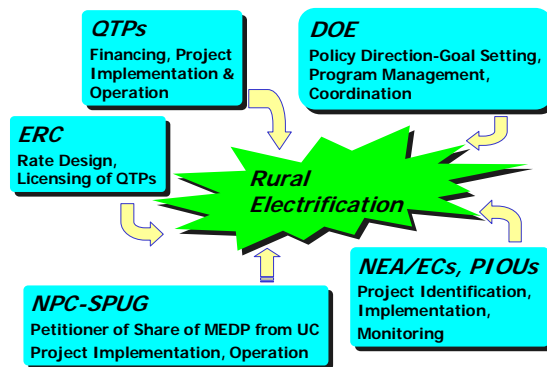 QTPs
Financing, Project
Implementation &
Operation
DOE
Policy Direction-Goal Setting,
Program Management,
Coordination
ERC
Rate Design,
Licensing of QTPs
Rural
Electrification
NPC-SPUG
Petitioner of Share of MEDP from UC
Project Implementation, Operation
NEA/ECs, PIOUs
Project Identification,
Implementation,
Monitoring